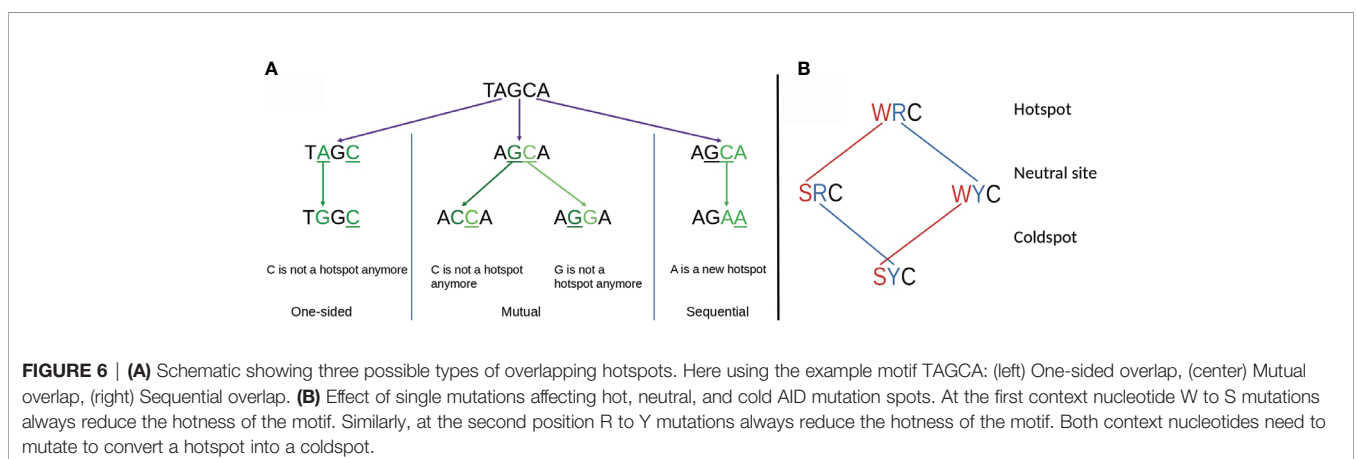 A
B
TAGCA
WRC
Hotspot
TAGC
AGCA
AGCA
Neutral site
SRC
WYC
TGGC
ACCA
AGGA
AGAA
Coldspot
C is not a hotspot anymore
C is not a hotspot
anymore
G is not a
hotspot anymore
A is a new hotspot
SYC
One-sided
Mutual
Sequential
FIGURE 6 | (A) Schematic showing three possible types of overlapping hotspots. Here using the example motif TAGCA: (left) One-sided overlap, (center) Mutual
overlap, (right) Sequential overlap. (B) Effect of single mutations affecting hot, neutral, and cold AID mutation spots. At the first context nucleotide W to S mutations
always reduce the hotness of the motif. Similarly, at the second position R to Y mutations always reduce the hotness of the motif. Both context nucleotides need to
mutate to convert a hotspot into a coldspot.